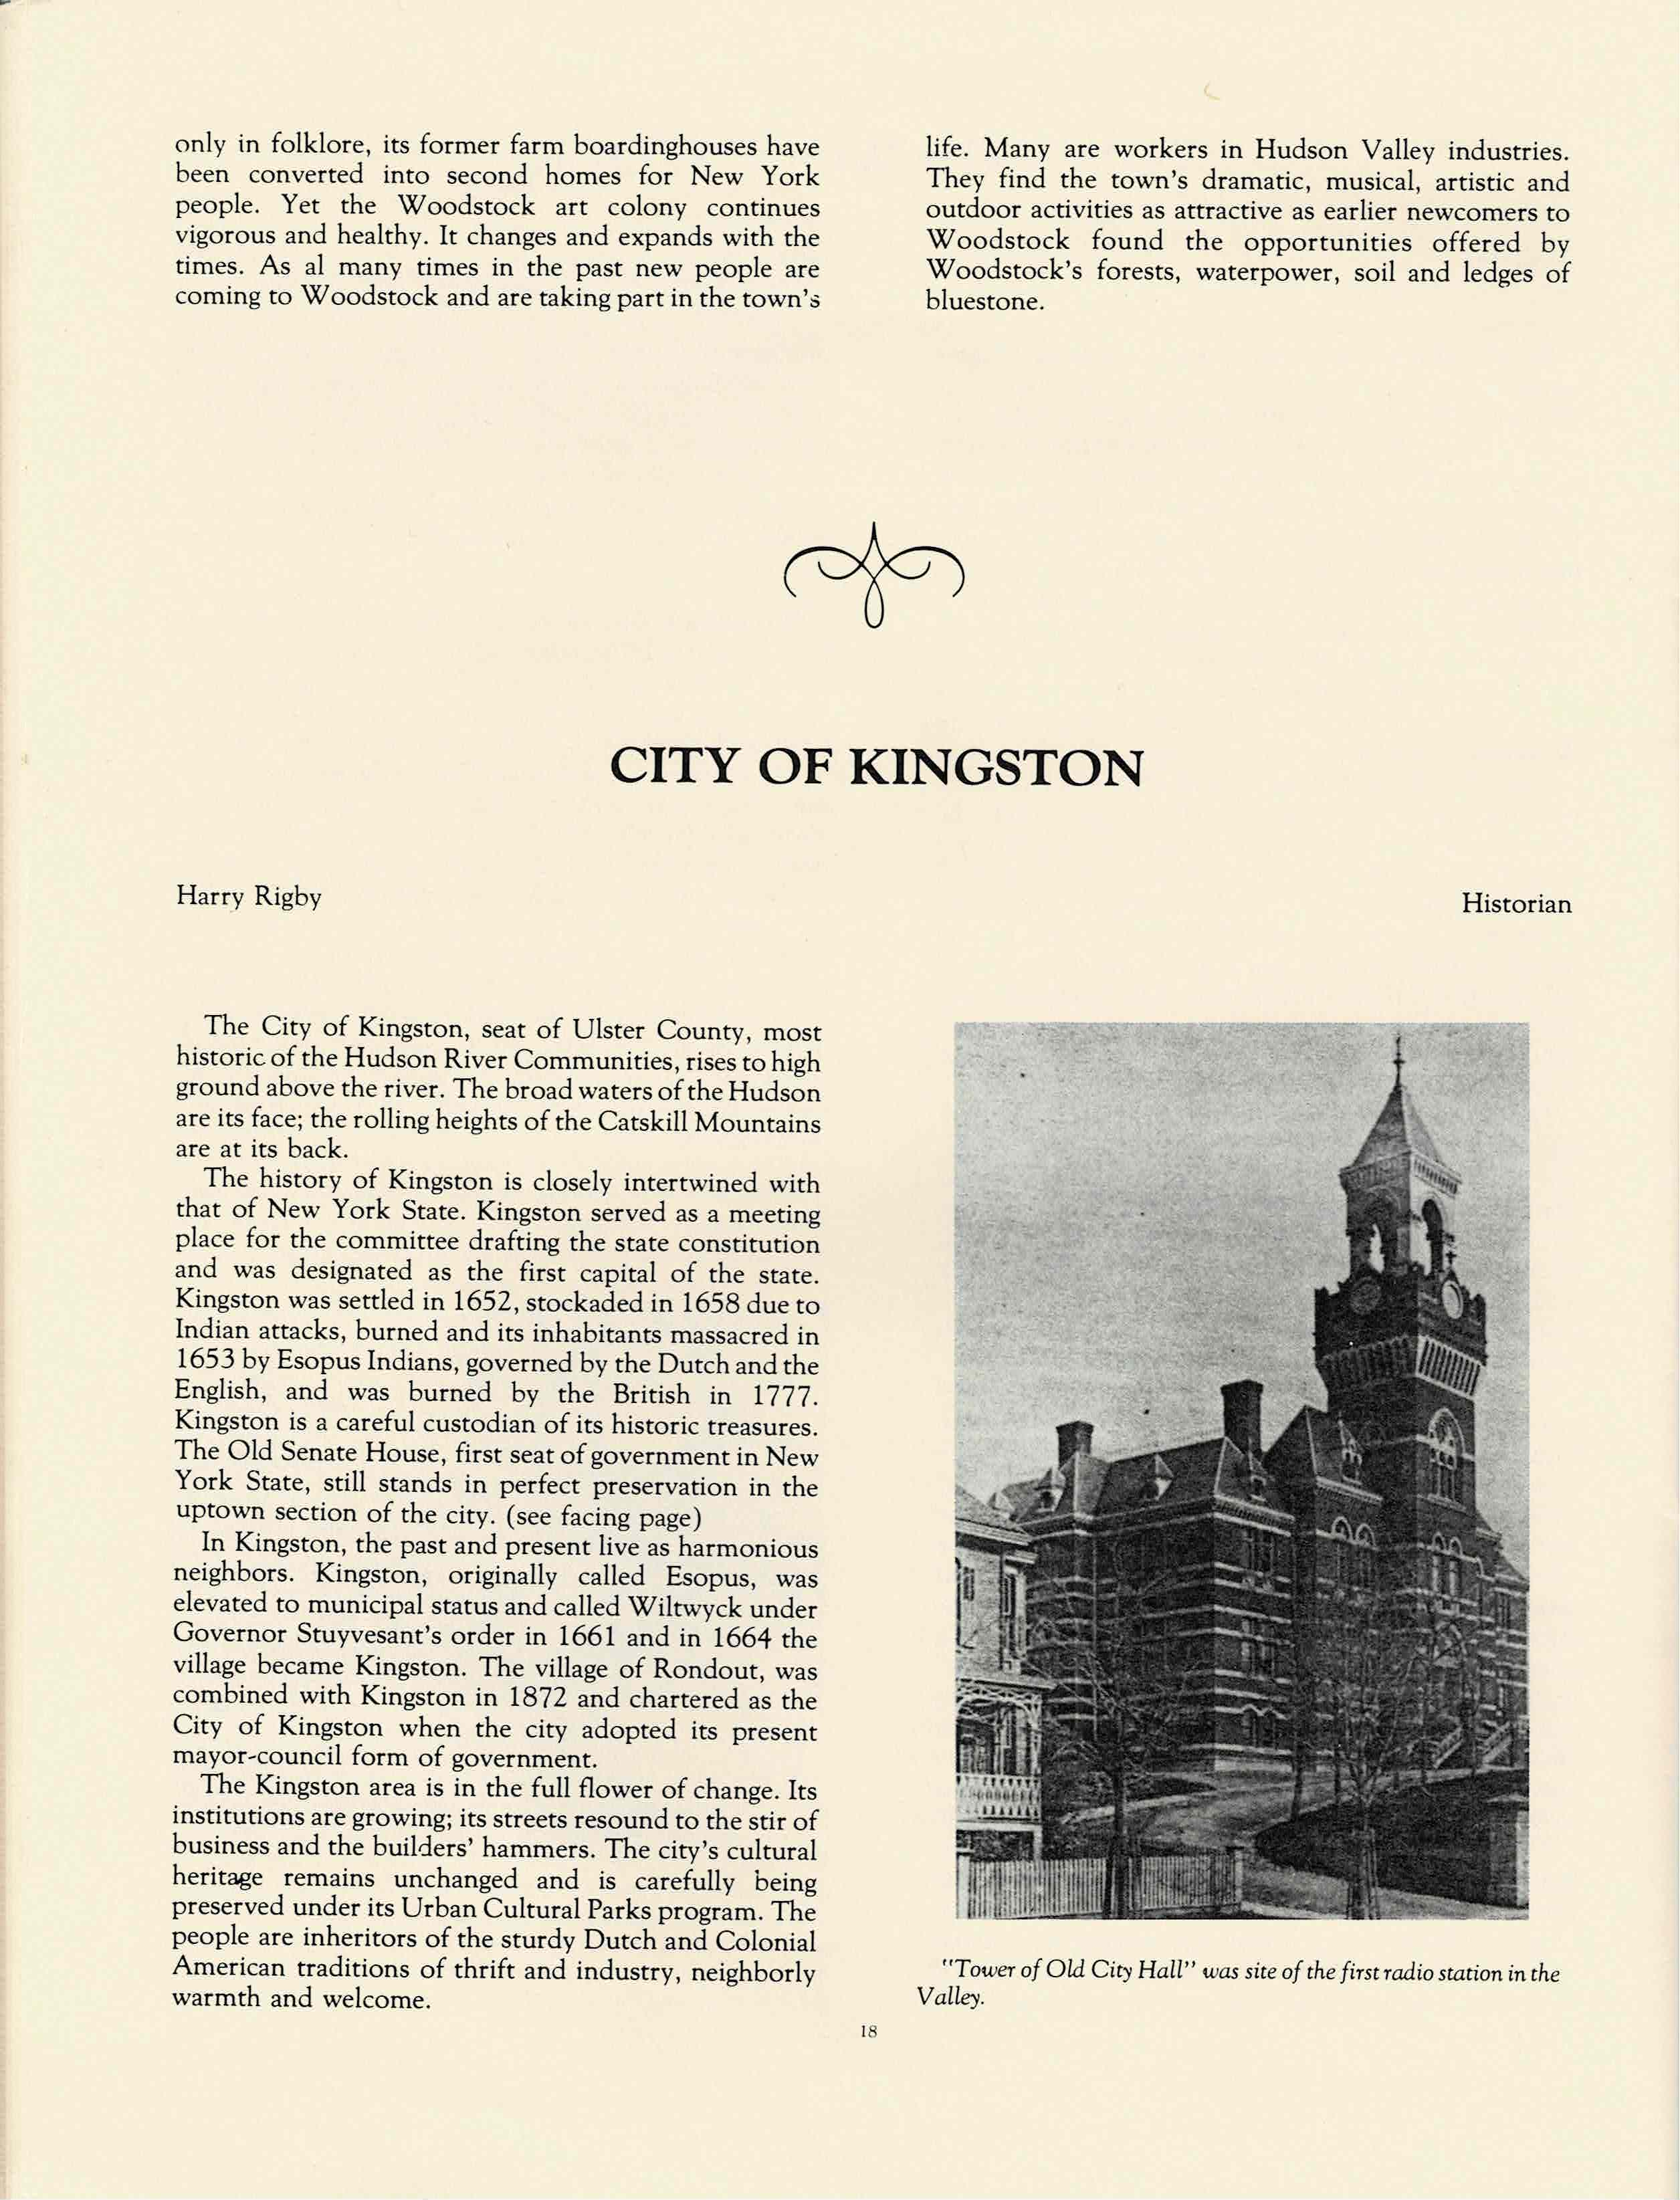 only in folklore, its former farm boardinghouses have
been converted into second homes for New York
people. Yet the Woodstock art colony continues
vigorous and healthy. It changes and expands with the
times. As al many times in the past new people are
coming to Woodstock and are taking part in the town's
life. Many are workers in Hudson Valley industries.
They find the town's dramatic, musical, artistic and
outdoor activities as attractive as earlier newcomers to
Woodstock found the opportunities offered by
Woodstock's forests, waterpower, soil and ledges of
bluestone.
CITY OF KINGSTON
Harry Rigby
Historian
The City of Kingston, seat of Ulster County, most
historic of the Hudson River Communities, rises to high
ground above the river. The broad waters of the Hudson
are its face; the rolling heights of the Catskill Mountains
are at its back.
The history of Kingston is closely intertwined with
that of New York State. Kingston served as a meeting
place for the committee drafting the state constitution
and was designated as the first capital of the state.
Kingston was settled in 1652, stockaded in 1658 due to
Indian attacks, burned and its inhabitants massacred in
1653 by Esopus Indians, governed by the Dutch and the
English, and was burned by the British in 1777.
Kingston is a careful custodian of its historic treasures.
The Old Senate House, first seat of government in New
York State, still stands in perfect preservation in the
uptown section of the city. (see facing page)
In Kingston, the past and present live as harmonious
neighbors. Kingston, originally called Esopus, was
elevated to municipal status and called Wiltwyck under
Governor Stuyvesant's order in 1661 and in 1664 the
village became Kingston. The village of Rondout, was
combined with Kingston in 1872 and chartered as the
City of Kingston when the city adopted its present
mayor-council form of government.
The Kingston area is in the full flower of change. Its
institutions are growing; its streets resound to the stir of
business and the builders' hammers. The city's cultural
heritage remains unchanged and is carefully being
preserved under its Urban Cultural Parks program. The
people are inheritors of the sturdy Dutch and Colonial
American traditions of thrift and industry, neighborly
warmth and welcome.
"Tower of Old City Hall" was site of the first radio station in the
Valley.
18